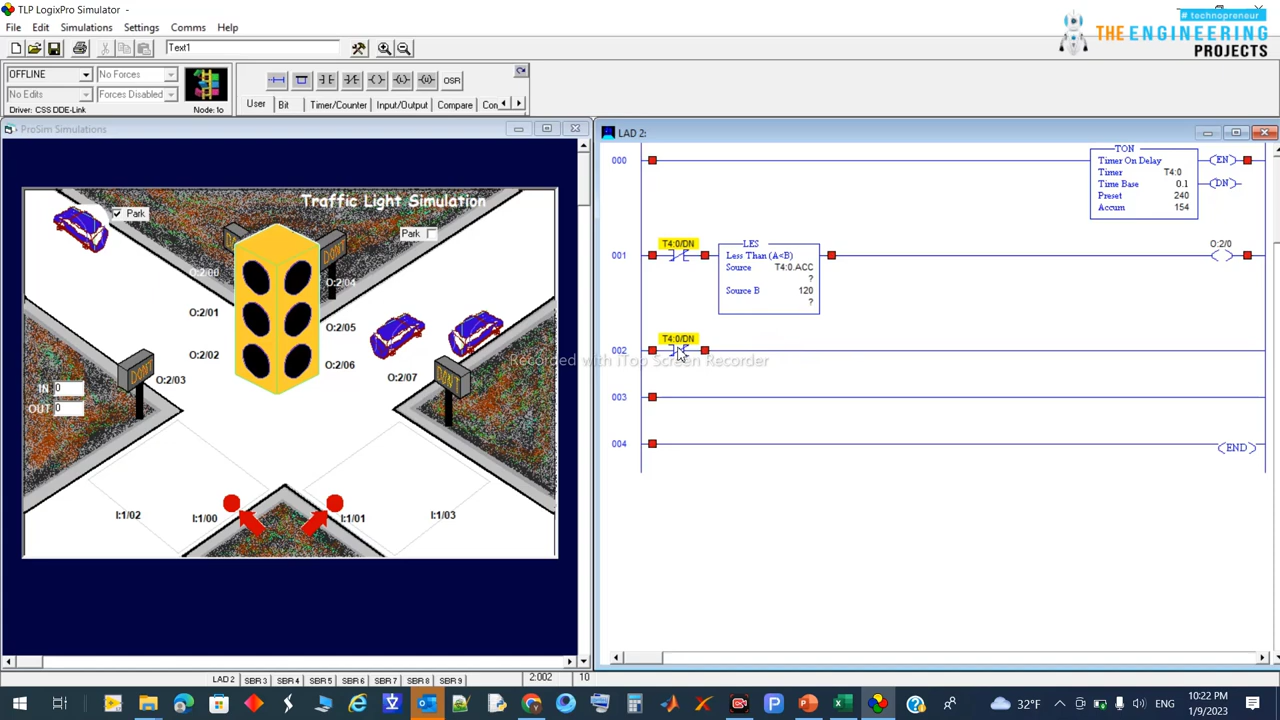 TLP LogixPro Simulator
# technopreneur
THE ENGINEERING
PROJECTS
File Edit Simulations Settings Comms Help
Text1
OFFLINE
No Forces
No Edits
Forces Disabled
Driver: CSS DDE-Link
Node: 1o
OSR
User Bit Timer/Counter Input/Output Compare Con
ProSim Simulations
Traffic Light Simulation
Park
Park
O:2/00
O:2/04
O:2/01
O:2/05
O:2/02
O:2/06
O:2/03
O:2/07
DONT
DON'T
IN 0
OUT 0
I:1/02
I:1/00
I:1/01
I:1/03
LAD 2:
000
TON
Timer On Delay
Timer T4:0
Time Base 0.1
Preset 240
Accum 154
EN
DN
001
T4:0/DN
LES
Less Than (A<B)
Source T4:0.ACC
?
Source B 120
?
O:2/0
002
T4:0/DN
Recorded with iTop Screen Recorder
003
004
END
LAD 2 SBR 3 SBR 4 SBR 5 SBR 6 SBR 7 SBR 8 SBR 9
2:002
10
32°F
ENG
10:22 PM
1/9/2023